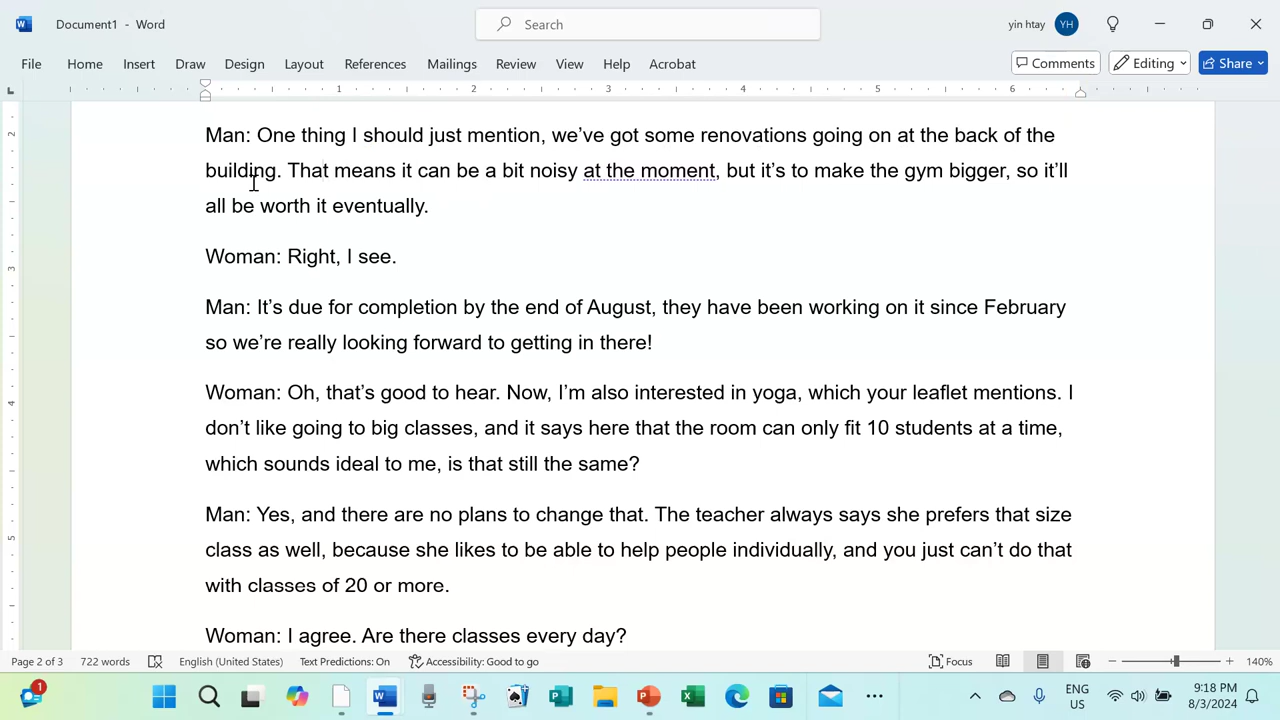 Document1 - Word
Search
yin htay
YH
File Home Insert Draw Design Layout References Mailings Review View Help Acrobat
Comments Editing Share
1 2 3 4 5 6
Man: One thing I should just mention, we’ve got some renovations going on at the back of the
building. That means it can be a bit noisy at the moment, but it’s to make the gym bigger, so it’ll
all be worth it eventually.
Woman: Right, I see.
Man: It’s due for completion by the end of August, they have been working on it since February
so we’re really looking forward to getting in there!
Woman: Oh, that’s good to hear. Now, I’m also interested in yoga, which your leaflet mentions. I
don’t like going to big classes, and it says here that the room can only fit 10 students at a time,
which sounds ideal to me, is that still the same?
Man: Yes, and there are no plans to change that. The teacher always says she prefers that size
class as well, because she likes to be able to help people individually, and you just can’t do that
with classes of 20 or more.
Woman: I agree. Are there classes every day?
2
3
4
5
Page 2 of 3 722 words English (United States) Text Predictions: On Accessibility: Good to go Focus 140%
1
ENG
US
9:18 PM
8/3/2024